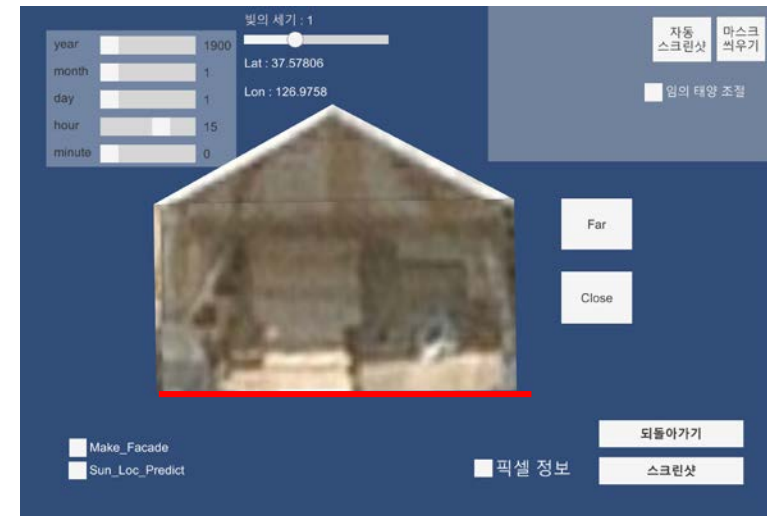 빛의 세기 : 1
year 1900
month 1
day 1
hour 15
minute 0
Lat : 37.57806
Lon : 126.9758
자동
스크린샷
마스크
씌우기
임의 태양 조절
Far
Close
Make_Facade
Sun_Loc_Predict
픽셀 정보
되돌아가기
스크린샷